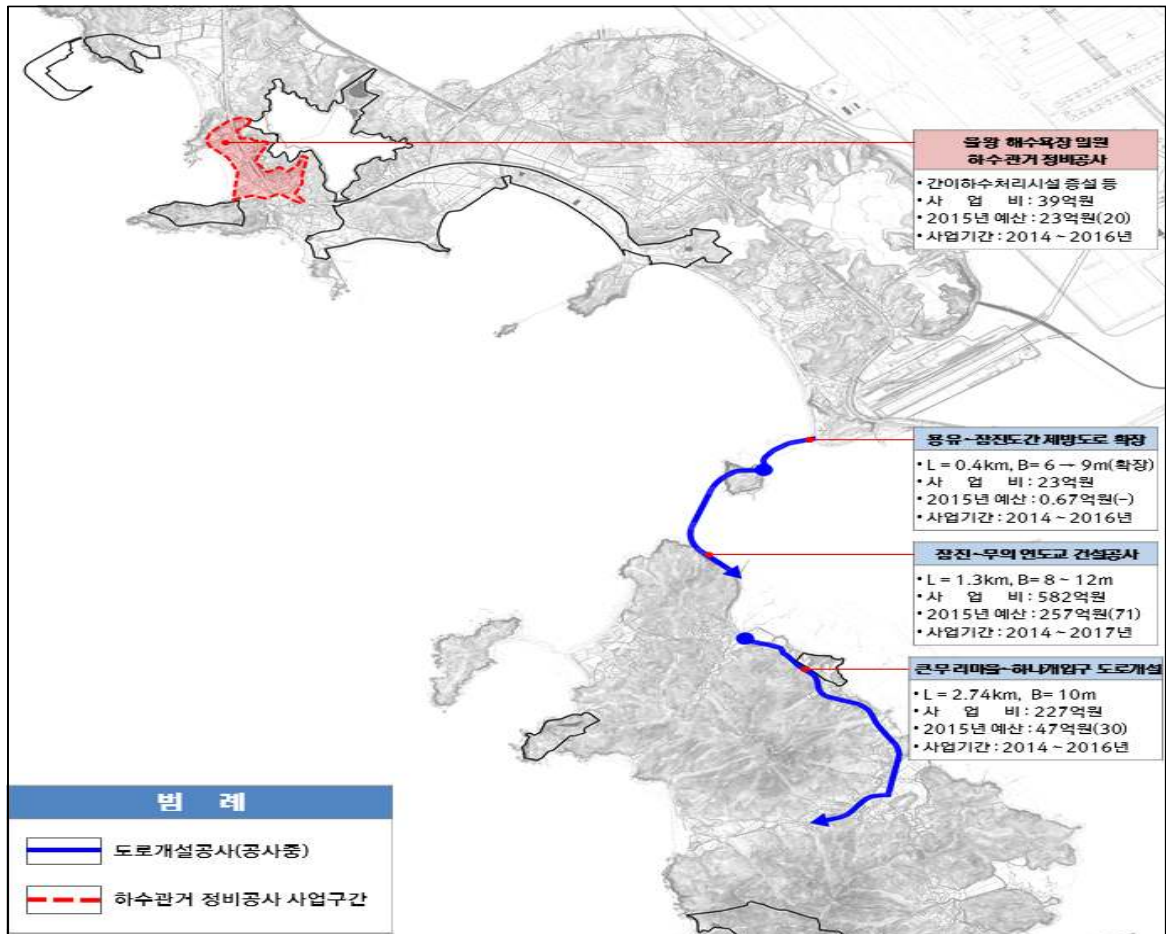 을왕 해수욕장 일원
하수관거 정비공사
• 간이하수처리시설 증설 등
• 사 업 비 : 39억원
• 2015년 예산 : 23억원(20)
• 사업기간 : 2014 ~ 2016년
용유~잠진도간 제방도로 확장
• L = 0.4km, B= 6 → 9m(확장)
• 사 업 비 : 23억원
• 2015년 예산 : 0.67억원(-)
• 사업기간 : 2014 ~ 2016년
잠진~무의 연도교 건설공사
• L = 1.3km, B= 8 ~ 12m
• 사 업 비 : 582억원
• 2015년 예산 : 257억원(71)
• 사업기간 : 2014 ~ 2017년
큰무리마을~하나개입구 도로개설
• L = 2.74km, B= 10m
• 사 업 비 : 227억원
• 2015년 예산 : 47억원(30)
• 사업기간 : 2014 ~ 2016년
범 례
도로개설공사(공사중)
하수관거 정비공사 사업구간